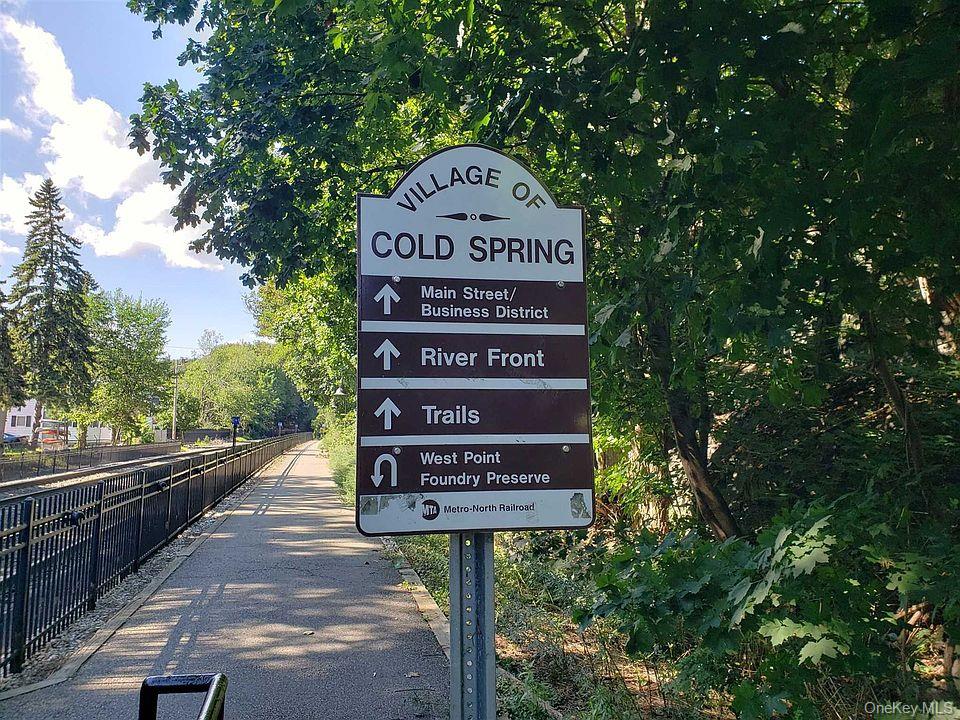 VILLAGE OF
COLD SPRING
Main Street/
Business District
River Front
Trails
West Point
Foundry Preserve
MTA Metro-North Railroad
OneKey MLS